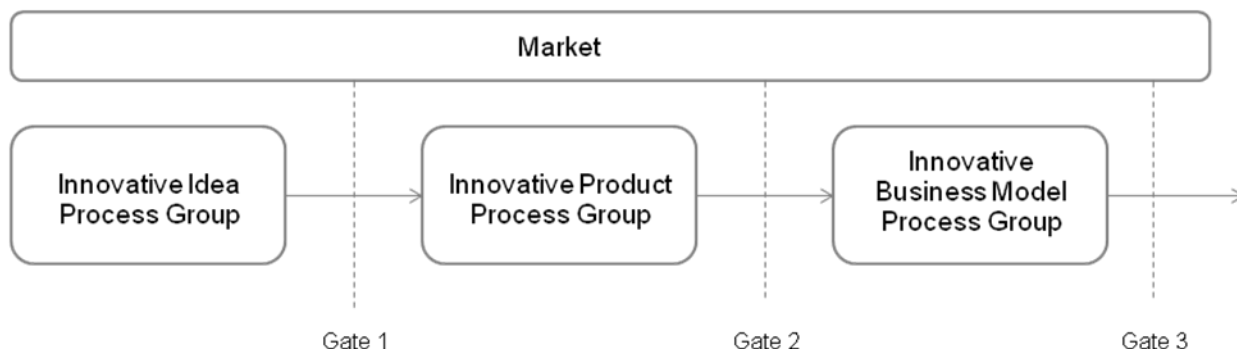 Market
Innovative Idea
Process Group
Innovative Product
Process Group
Innovative
Business Model
Process Group
Gate 1
Gate 2
Gate 3